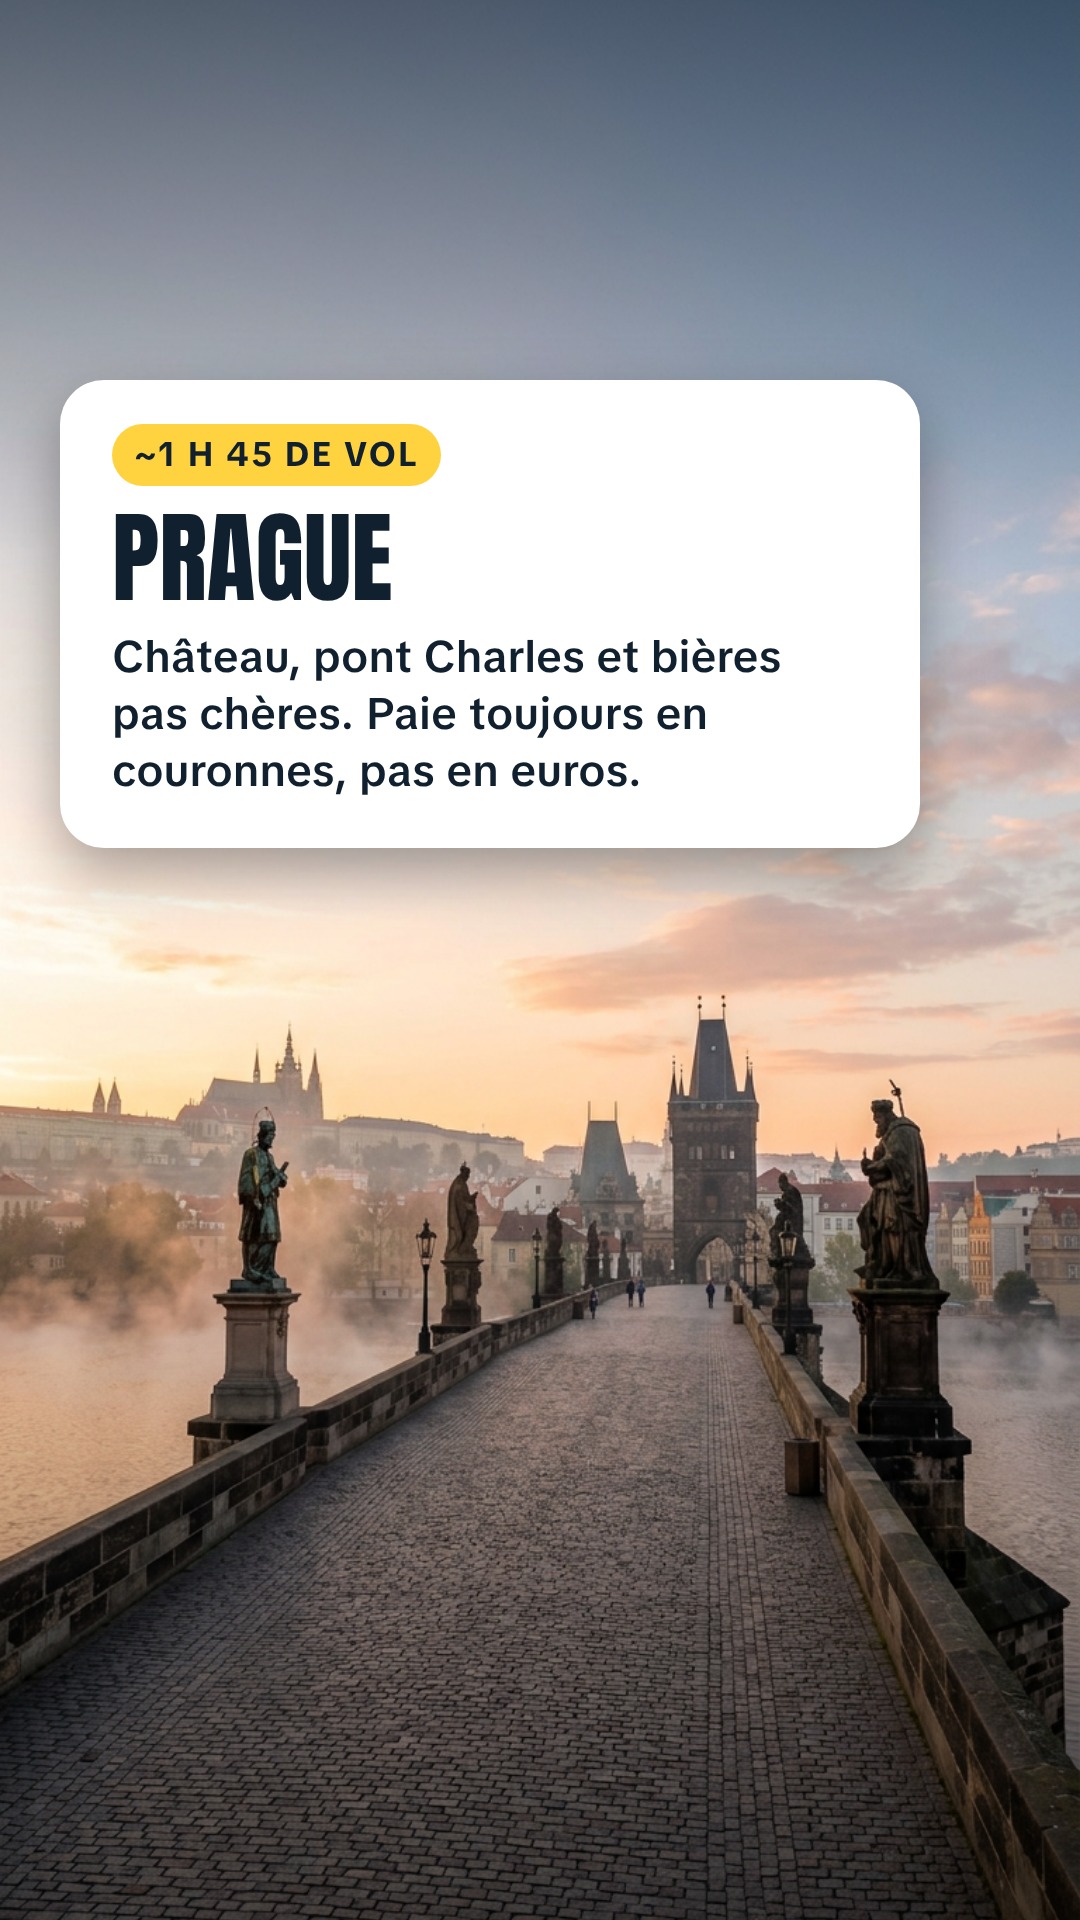 ~1 H 45 DE VOL
PRAGUE
Château, pont Charles et bières
pas chères. Paie toujours en
couronnes, pas en euros.